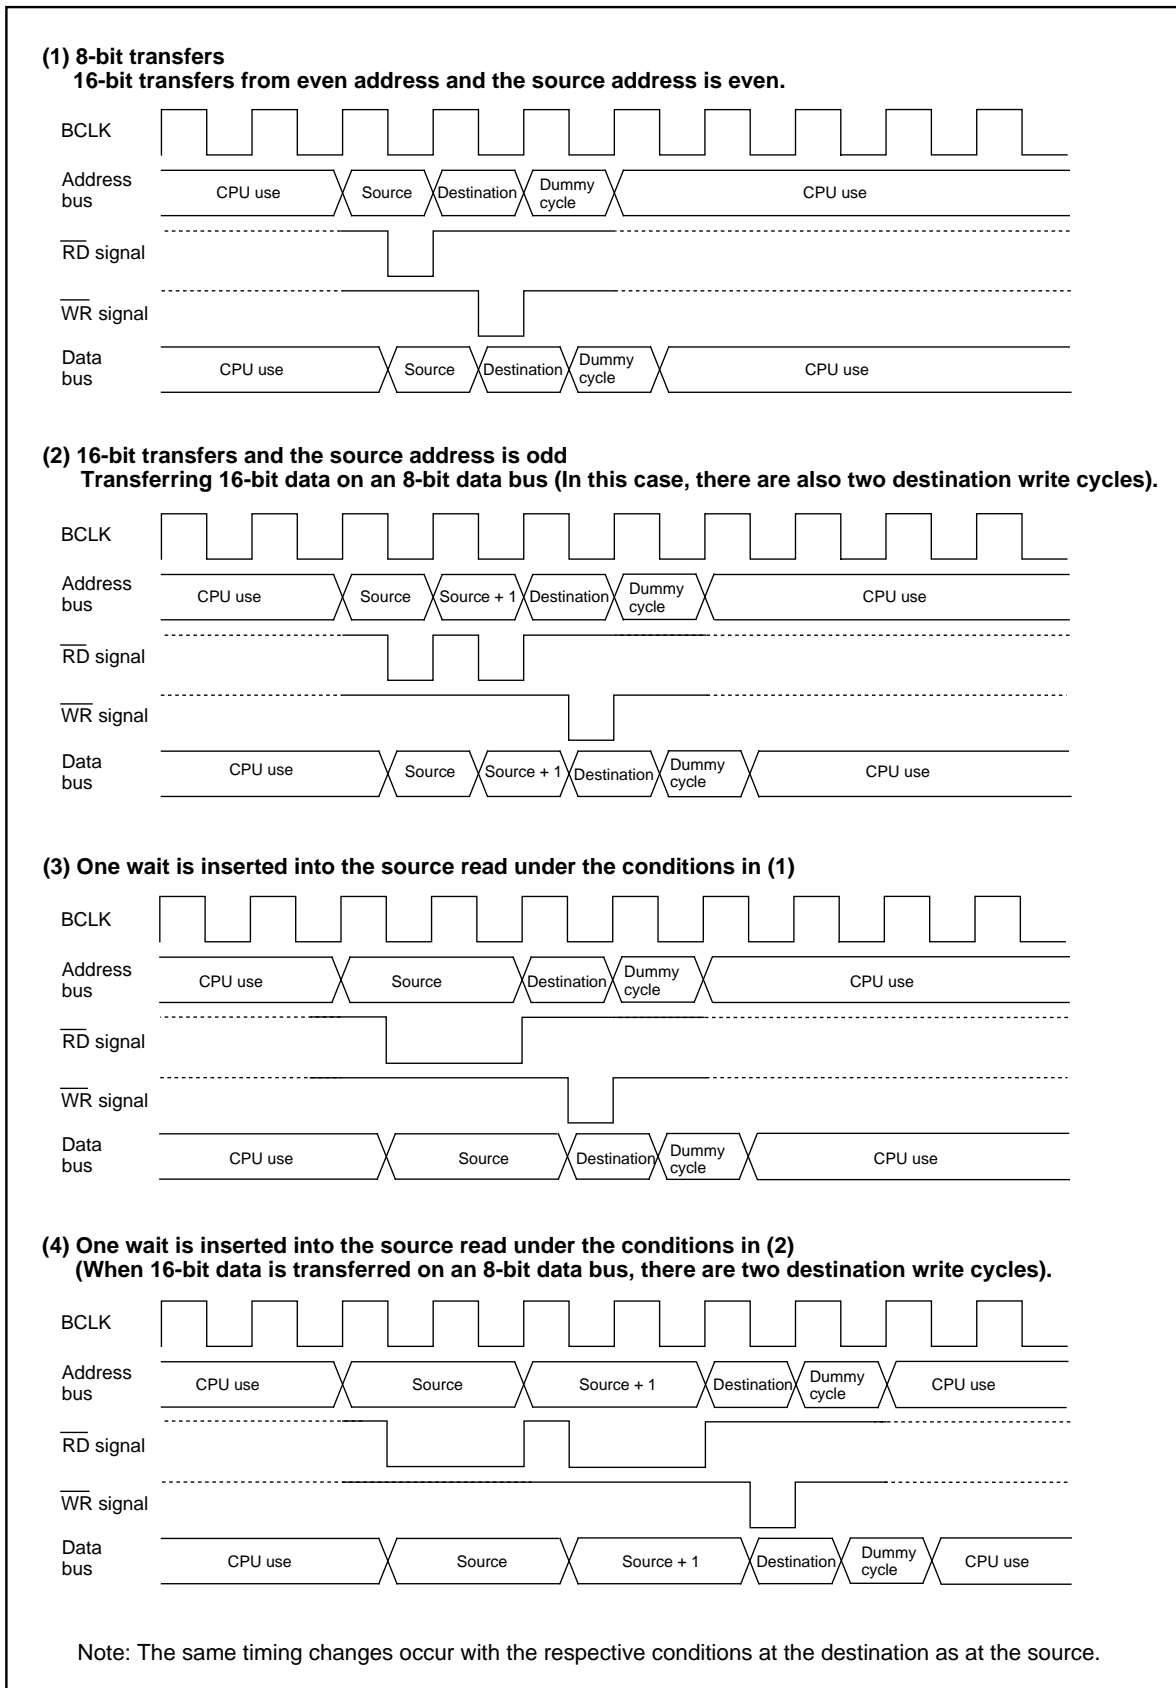 (1) 8-bit transfers
16-bit transfers from even address and the source address is even.
BCLK
Address
bus
CPU use
Source
Destination
Dummy
cycle
CPU use
RD signal
WR signal
Data
bus
CPU use
Source
Destination
Dummy
cycle
CPU use
(2) 16-bit transfers and the source address is odd
Transferring 16-bit data on an 8-bit data bus (In this case, there are also two destination write cycles).
BCLK
Address
bus
CPU use
Source
Source + 1
Destination
Dummy
cycle
CPU use
RD signal
WR signal
Data
bus
CPU use
Source
Source + 1
Destination
Dummy
cycle
CPU use
(3) One wait is inserted into the source read under the conditions in (1)
BCLK
Address
bus
CPU use
Source
Destination
Dummy
cycle
CPU use
RD signal
WR signal
Data
bus
CPU use
Source
Destination
Dummy
cycle
CPU use
(4) One wait is inserted into the source read under the conditions in (2)
(When 16-bit data is transferred on an 8-bit data bus, there are two destination write cycles).
BCLK
Address
bus
CPU use
Source
Source + 1
Destination
Dummy
cycle
CPU use
RD signal
WR signal
Data
bus
CPU use
Source
Source + 1
Destination
Dummy
cycle
CPU use
Note: The same timing changes occur with the respective conditions at the destination as at the source.